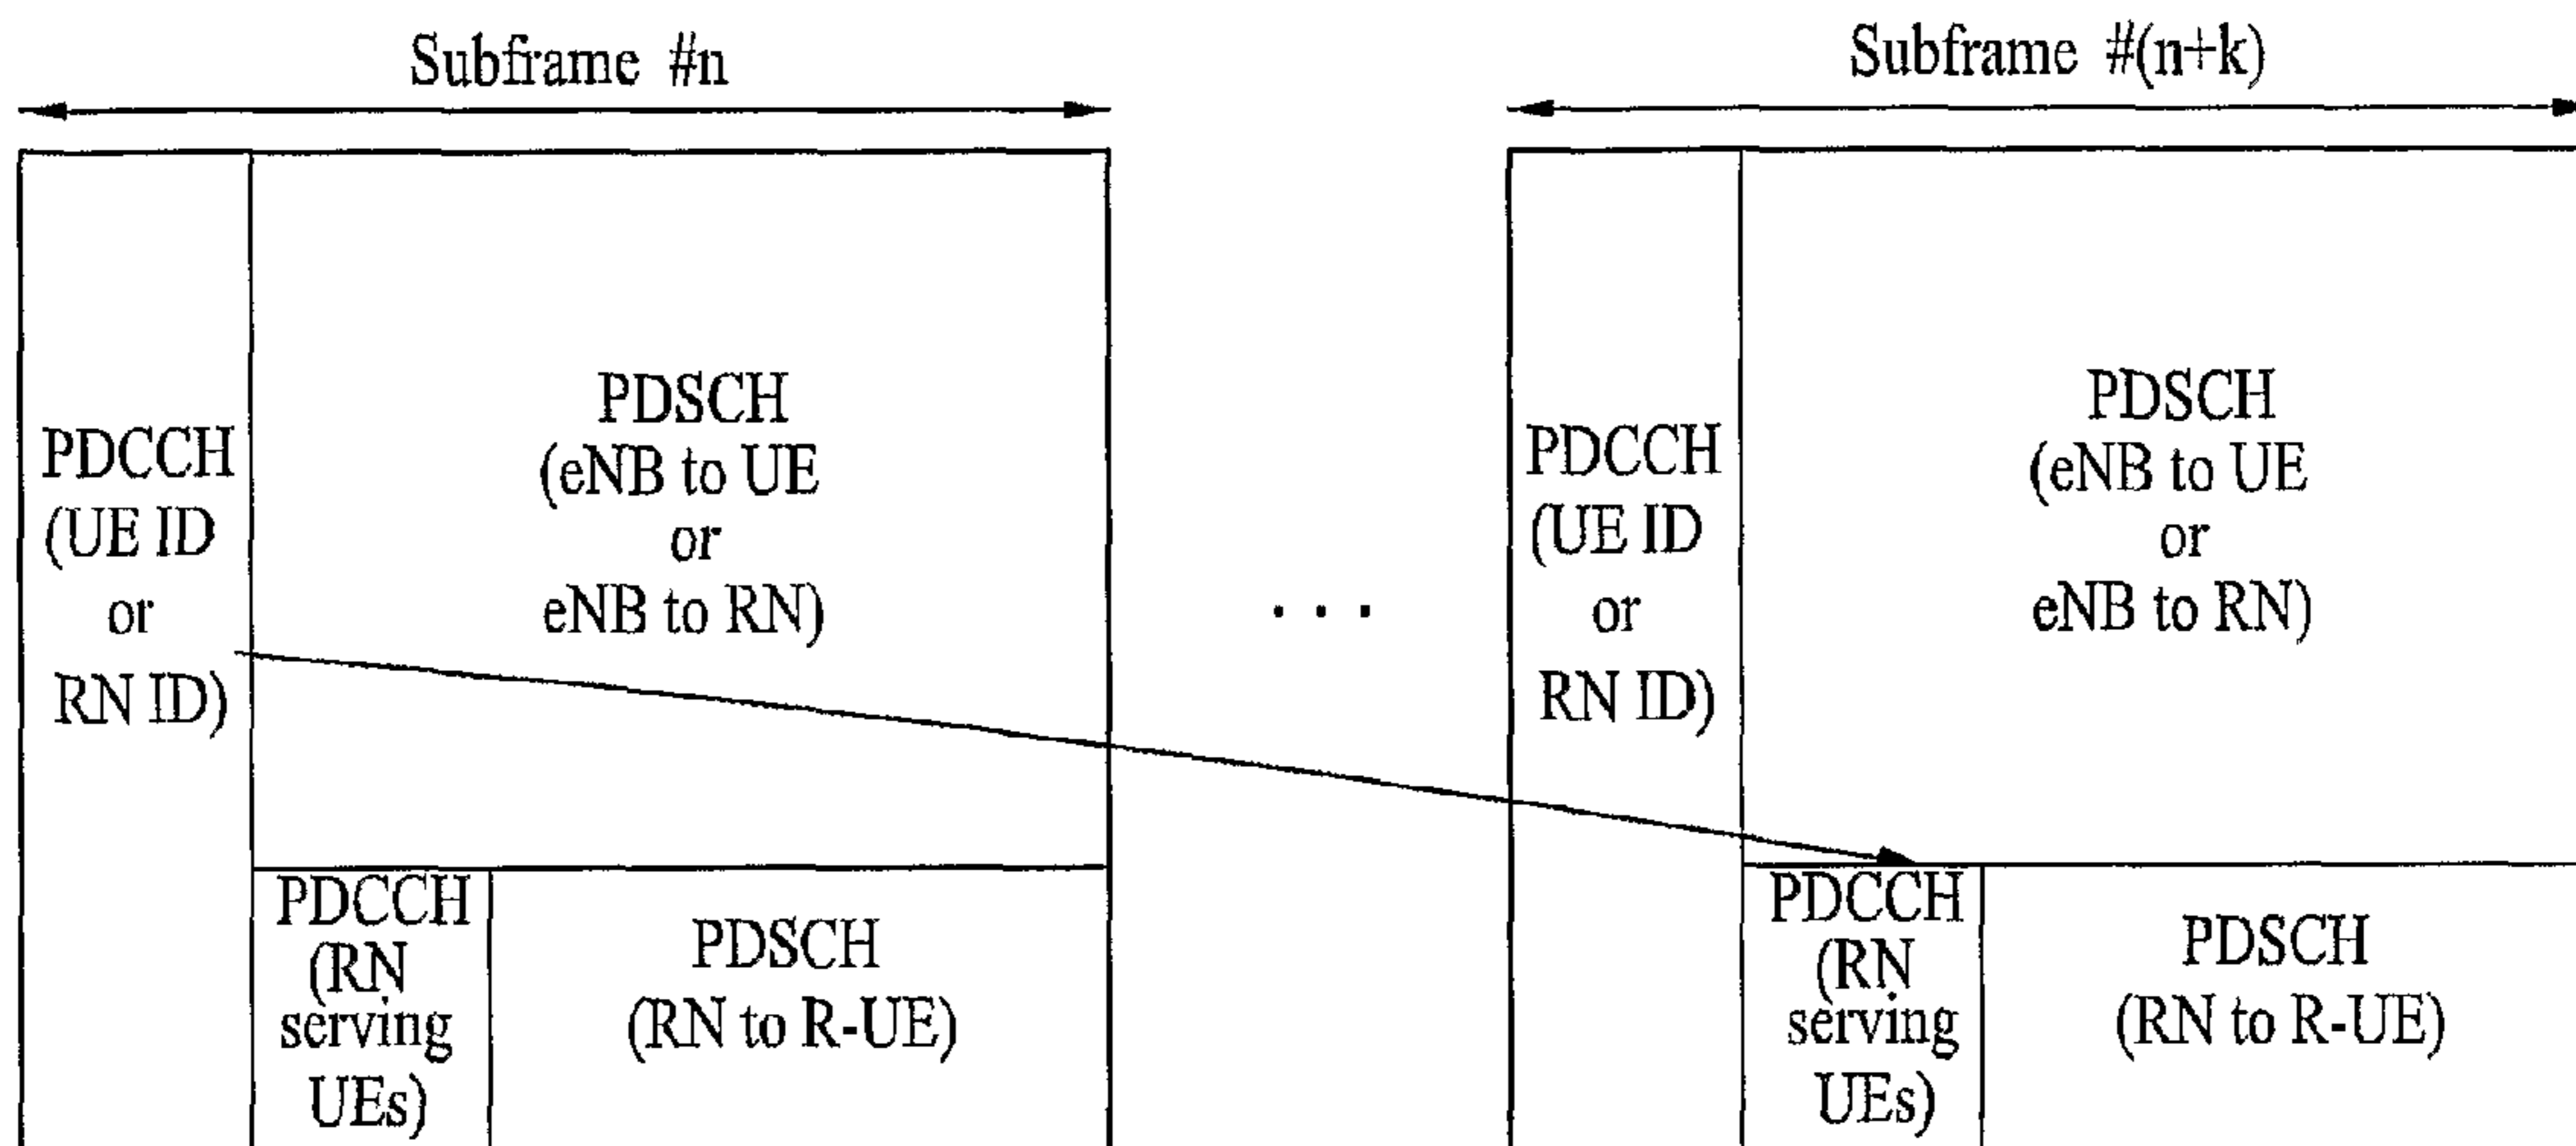 Subframe #n
Subframe #(n+k)
PDCCH
(UE ID
or
RN ID)
PDSCH
(eNB to UE
or
eNB to RN)
PDCCH
(RN
serving
UEs)
PDSCH
(RN to R-UE)
...
PDCCH
(UE ID
or
RN ID)
PDSCH
(eNB to UE
or
eNB to RN)
PDCCH
(RN
serving
UEs)
PDSCH
(RN to R-UE)